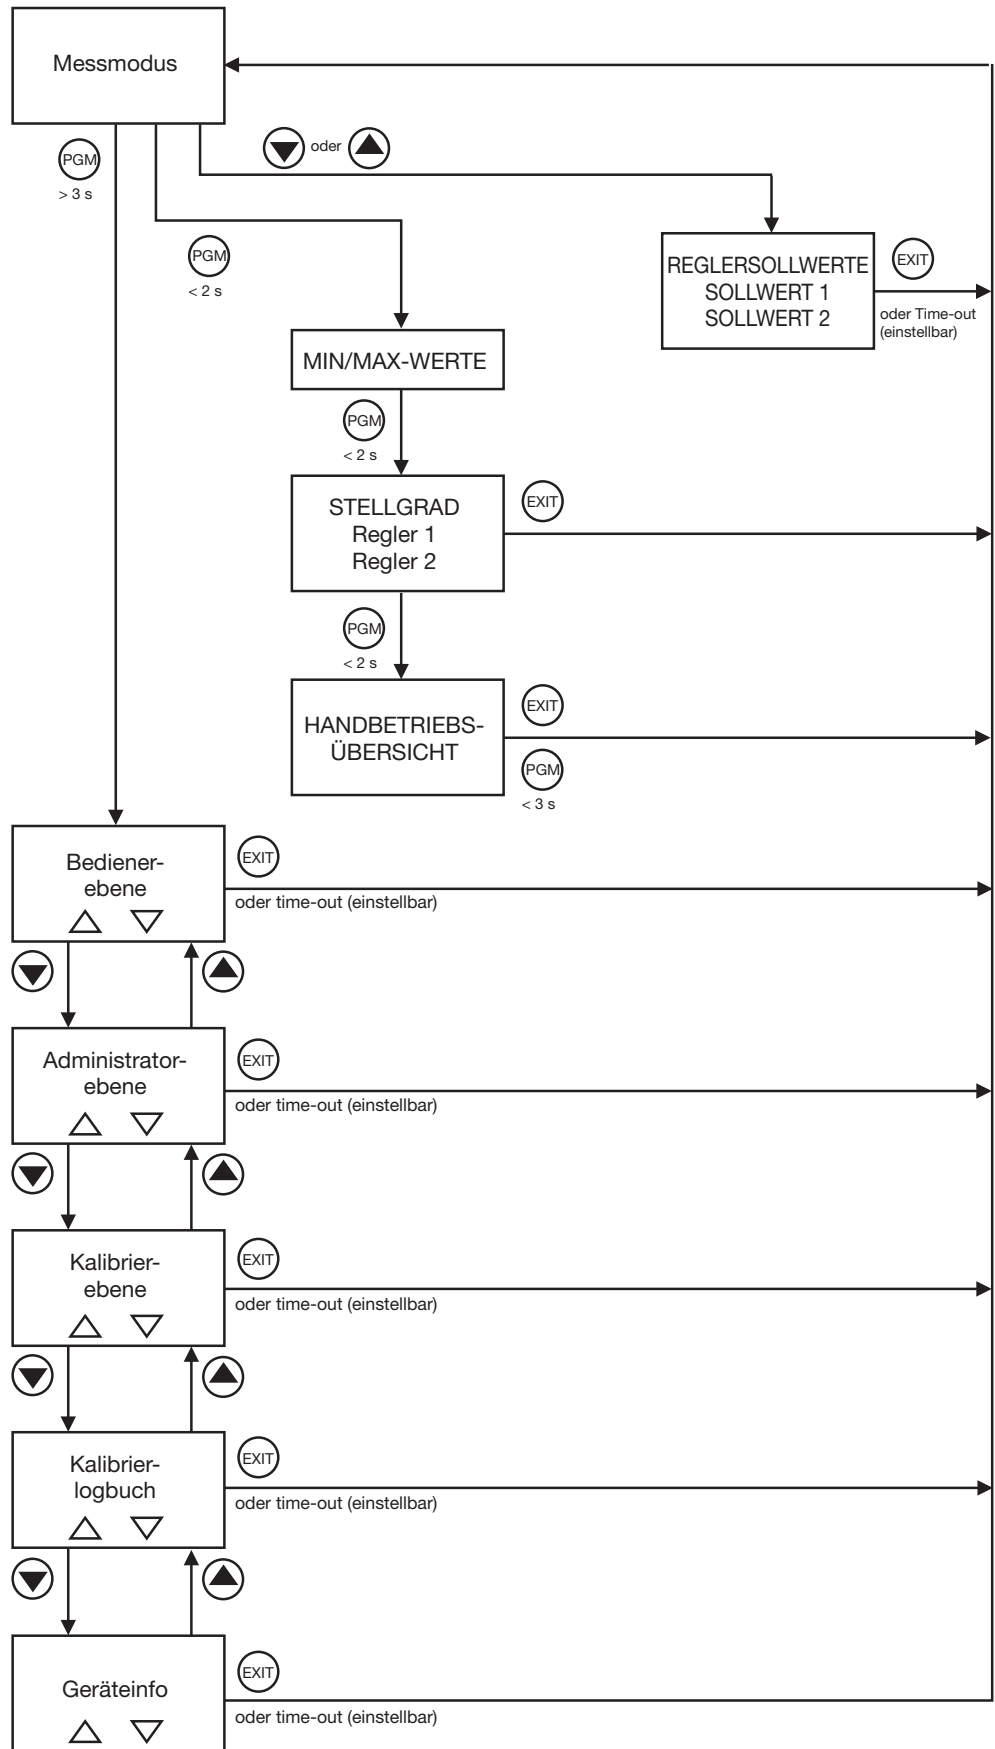 Messmodus
oder
PGM
> 3 s
PGM
< 2 s
REGLERSOLLWERTE
SOLLWERT 1
SOLLWERT 2
EXIT
oder Time-out
(einstellbar)
MIN/MAX-WERTE
PGM
< 2 s
STELLGRAD
Regler 1
Regler 2
EXIT
PGM
< 2 s
HANDBETRIEBS-
ÜBERSICHT
EXIT
PGM
< 3 s
Bediener-
ebene
EXIT
oder time-out (einstellbar)
Administrator-
ebene
EXIT
oder time-out (einstellbar)
Kalibrier-
ebene
EXIT
oder time-out (einstellbar)
Kalibrier-
logbuch
EXIT
oder time-out (einstellbar)
Geräteinfo
EXIT
oder time-out (einstellbar)